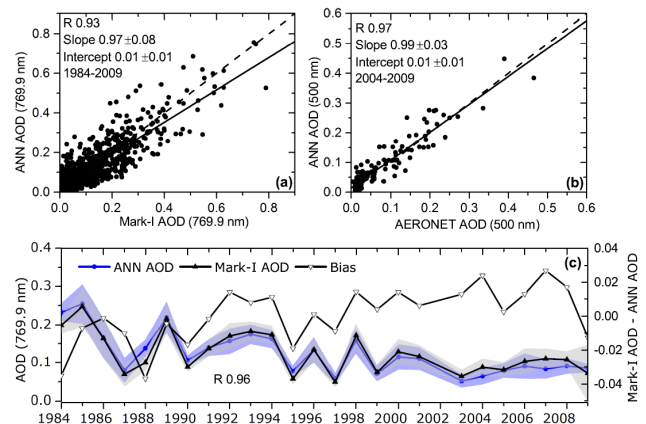 R 0.93
Slope 0.97±0.08
Intercept 0.01±0.01
1984-2009
ANN AOD (769.9 nm)
0.8
0.6
0.4
0.2
0.0
0.0 0.2 0.4 0.6 0.8
(a)
Mark-I AOD (769.9 nm)
R 0.97
Slope 0.99±0.03
Intercept 0.01±0.01
2004-2009
ANN AOD (500 nm)
0.6
0.5
0.4
0.3
0.2
0.1
0.0
0.0 0.1 0.2 0.3 0.4 0.5 0.6
(b)
AERONET AOD (500 nm)
ANN AOD Mark-I AOD Bias
(c)
AOD (769.9 nm)
0.4
0.3
0.2
0.1
0.0
R 0.96
0.04
0.02
0.00
-0.02
-0.04
Mark-I AOD - ANN AOD
1984 1986 1988 1990 1992 1994 1996 1998 2000 2002 2004 2006 2008